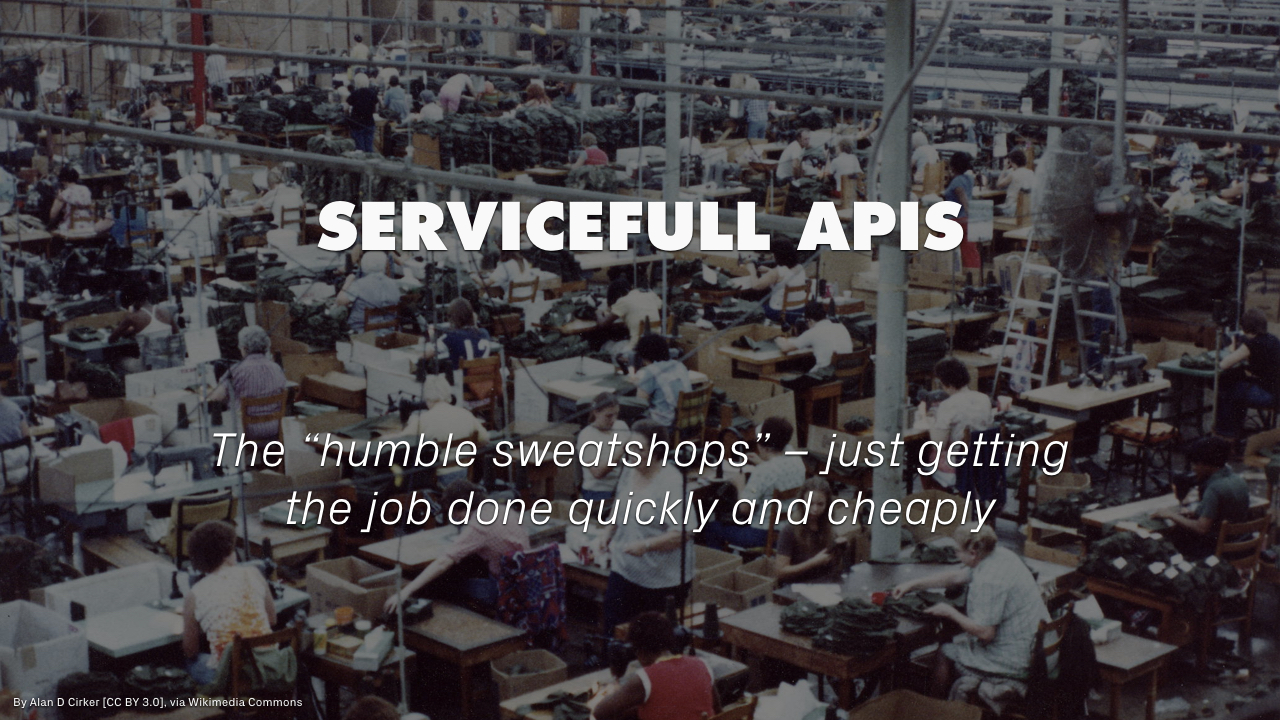 SERVICEFULL APIS
The “humble sweatshops” – just getting
the job done quickly and cheaply
By Alan D Cirker [CC BY 3.0], via Wikimedia Commons